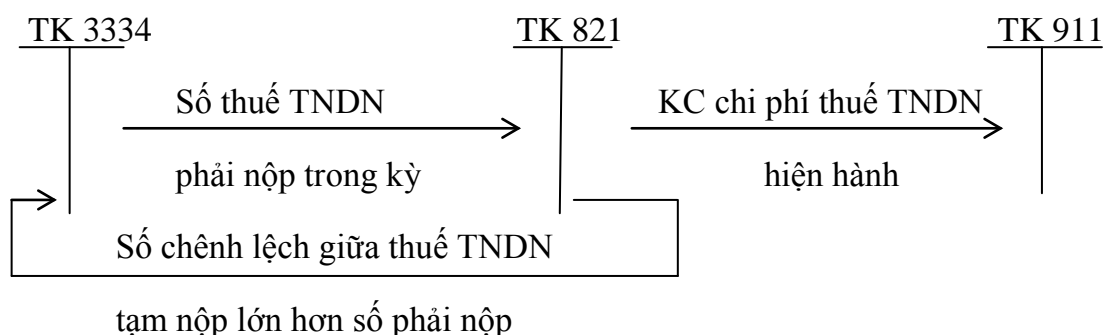 TK 3334 TK 821 TK 911
Số thuế TNDN KC chi phí thuế TNDN
phải nộp trong kỳ hiện hành
Số chênh lệch giữa thuế TNDN
tạm nộp lớn hơn số phải nộp